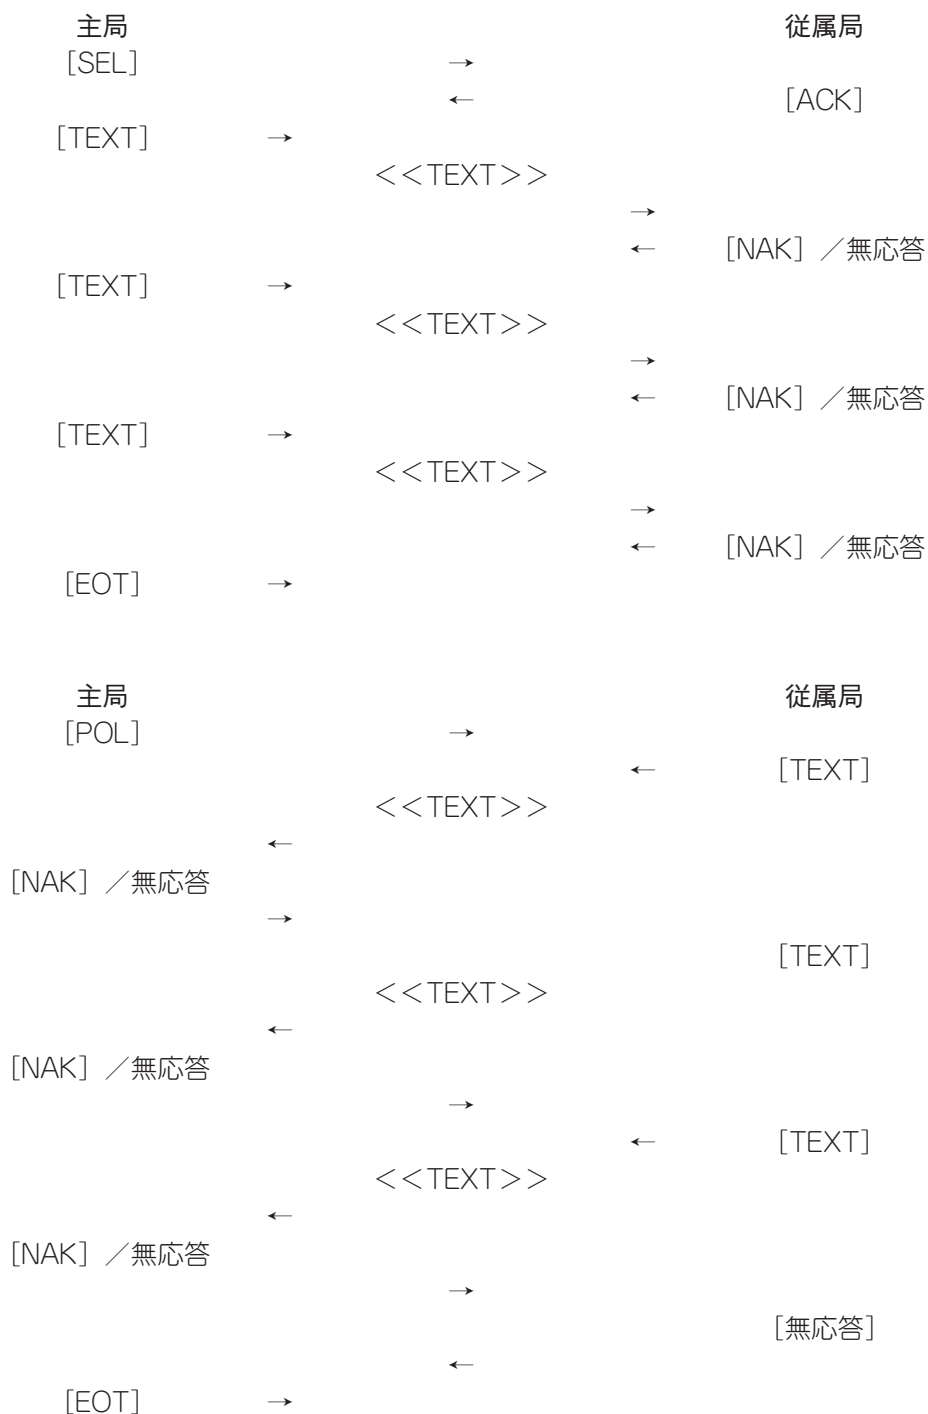 主局 従属局
[SEL] →
← [ACK]
[TEXT] →
<<TEXT>>
→
← [NAK] ／無応答
[TEXT] →
<<TEXT>>
→
← [NAK] ／無応答
[TEXT] →
<<TEXT>>
→
← [NAK] ／無応答
[EOT] →
主局 従属局
[POL] →
← [TEXT]
<<TEXT>>
←
[NAK] ／無応答
→
[TEXT]
<<TEXT>>
←
[NAK] ／無応答
→
← [TEXT]
<<TEXT>>
←
[NAK] ／無応答
→
[無応答]
←
[EOT] →